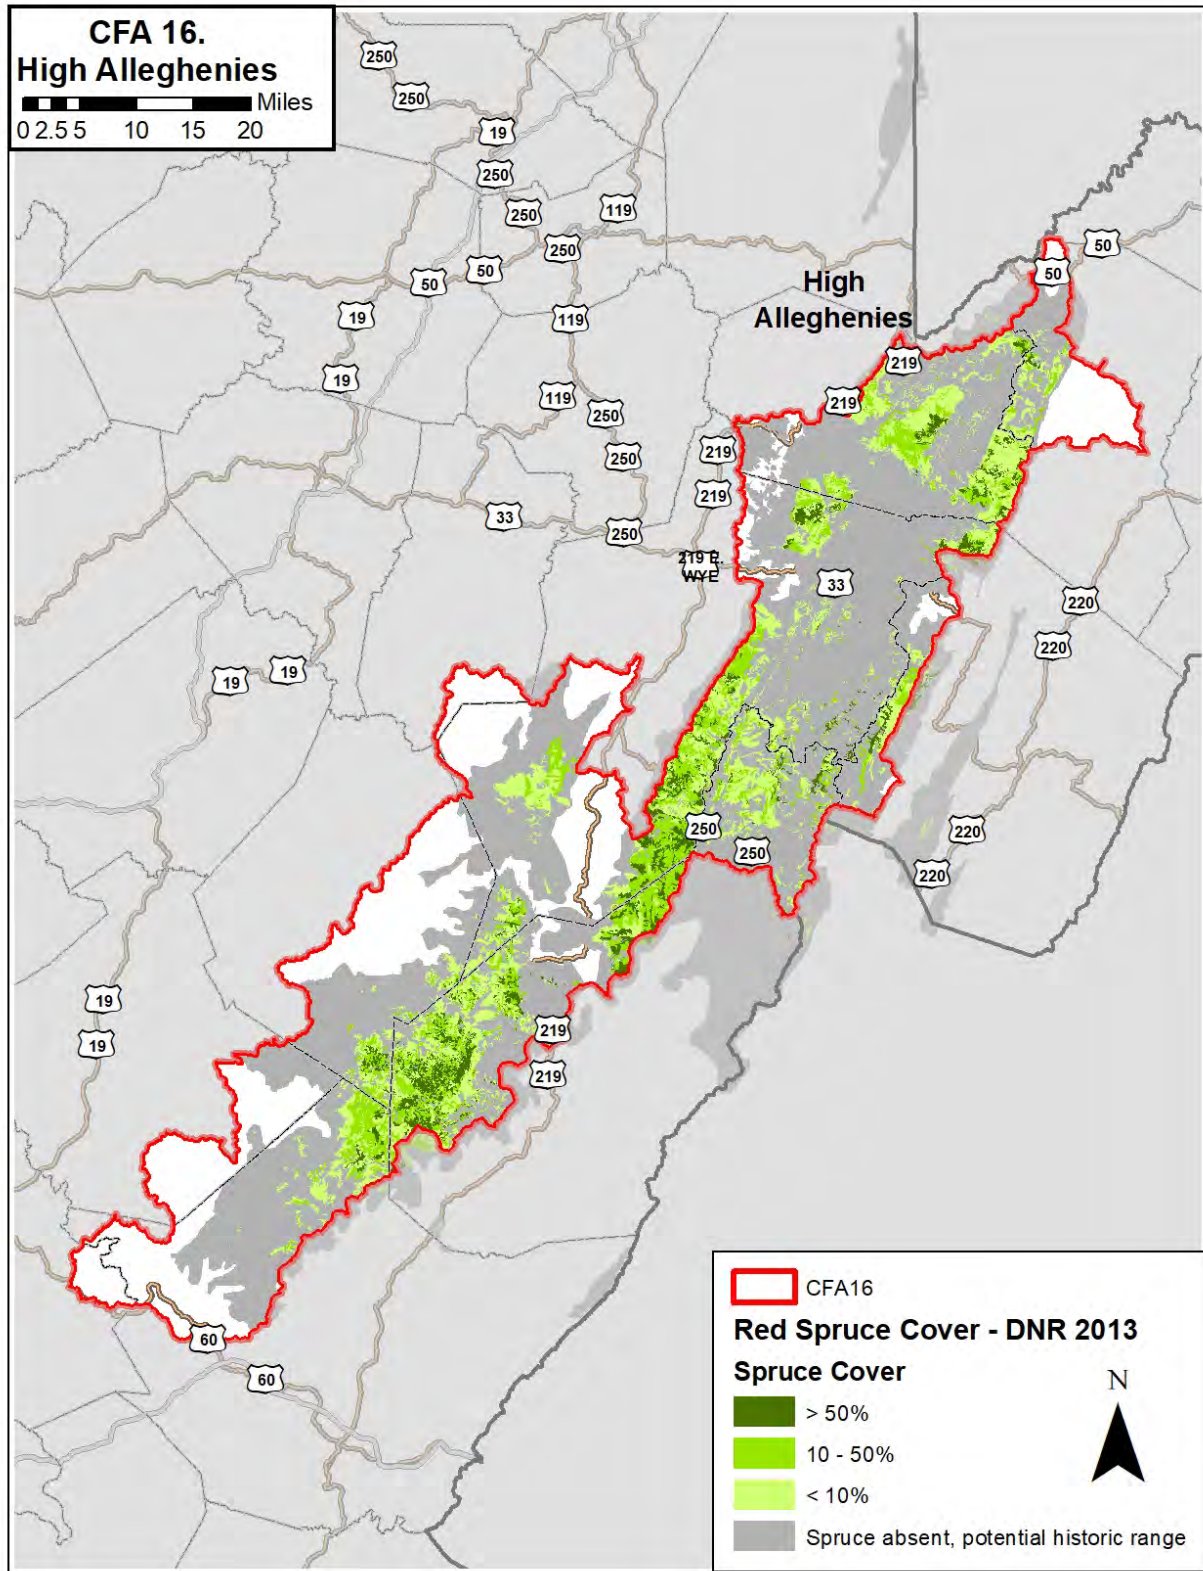 CFA 16.
High Alleghenies
Miles
0 2.5 5 10 15 20
250
250
19
250
250
119
250
50
50
19
119
19
119
250
250
33
250
219
219
219 E.
WYE
High
Alleghenies
219
219
50
50
33
220
220
220
220
19
19
250
250
19
19
219
219
60
60
CFA16
Red Spruce Cover - DNR 2013
Spruce Cover
> 50%
10 - 50%
< 10%
Spruce absent, potential historic range
N